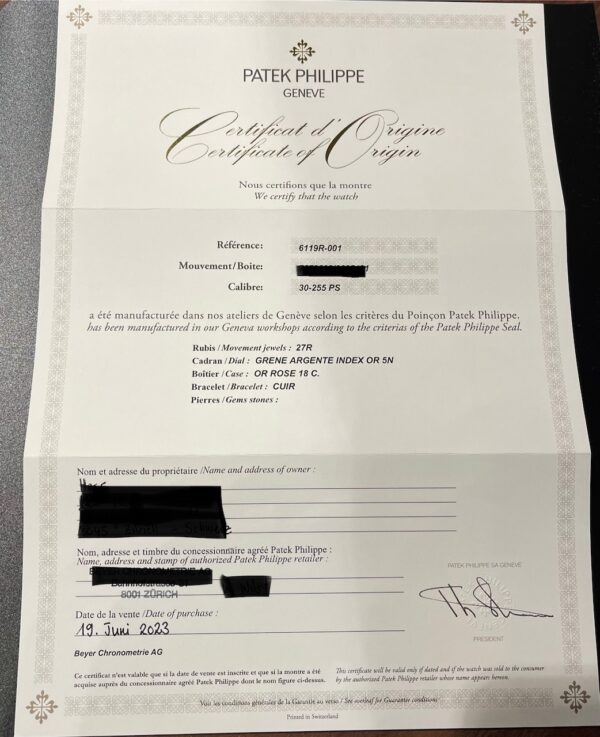 PATEK PHILIPPE
GENEVE
Certificat d'Origine
Certificate of Origin
Nous certifions que la montre
We certify that the watch
Référence: 6119R-001
Mouvement/Boite:
Calibre: 30-255 PS
a été manufacturée dans nos ateliers de Genève selon les critères du Poinçon Patek Philippe.
has been manufactured in our Geneva workshops according to the criterias of the Patek Philippe Seal.
Rubis /Movement jewels : 27R
Cadran /Dial : GRENE ARGENTE INDEX OR 5N
Boîtier /Case : OR ROSE 18 C.
Bracelet /Bracelet : CUIR
Pierres /Gems stones :
Nom et adresse du propriétaire /Name and address of owner :
Herr
Nom, adresse et timbre du concessionnaire agréé Patek Philippe :
Name, address and stamp of authorized Patek Philippe retailer :
8001 ZÜRICH
PATEK PHILIPPE SA GENÈVE
Date de la vente /Date of purchase :
19. Juni 2023
PRESIDENT
Beyer Chronometrie AG
Ce certificat n'est valable que si la date de vente est inscrite et que si la montre a été
acquise auprès du concessionnaire agréé Patek Philippe dont le nom figure ci-dessus.
This certificate will be valid only if dated and if the watch was sold to the consumer
by the authorized Patek Philippe retailer whose name appears hereon.
Voir les conditions générales de la Garantie au verso / See overleaf for Guarantee conditions
Printed in Switzerland